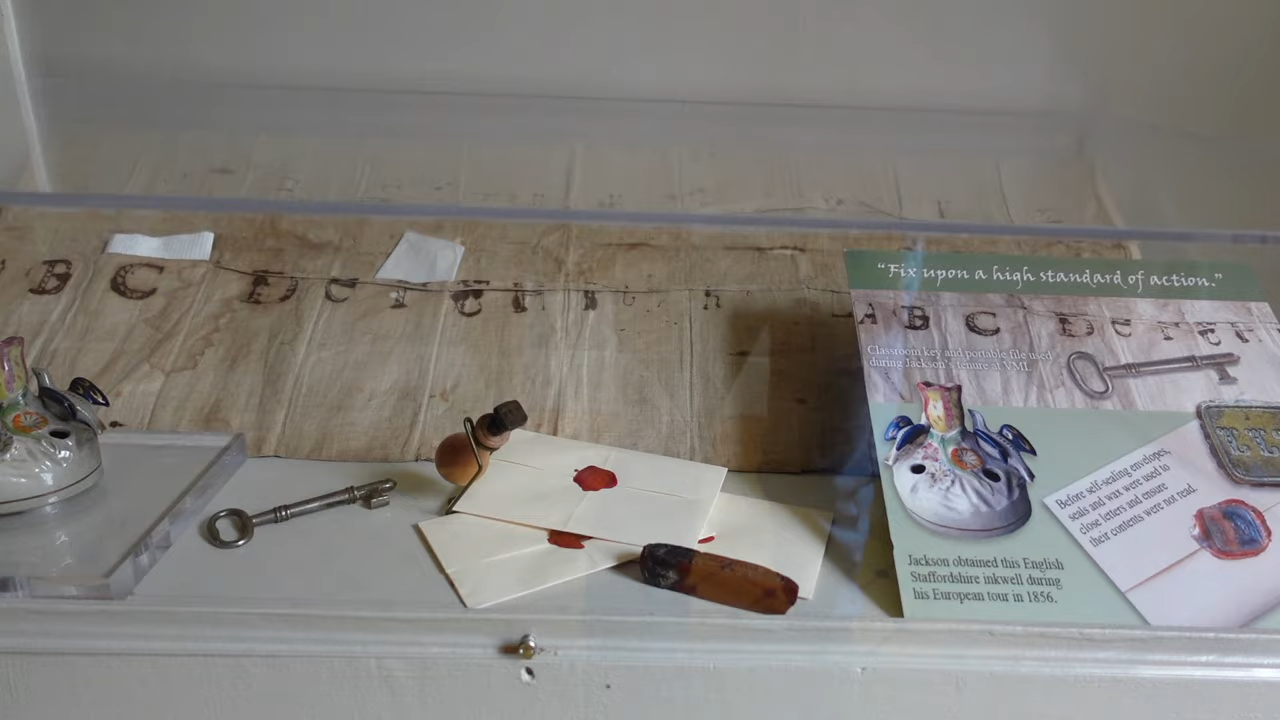 B C D E F
“Fix upon a high standard of action.”
A B C D E F
Classroom key and portable file used
during Jackson's tenure at VMI.
Before self-sealing envelopes,
seals and wax were used to
close letters and ensure
their contents were not read.
Jackson obtained this English
Staffordshire inkwell during
his European tour in 1856.